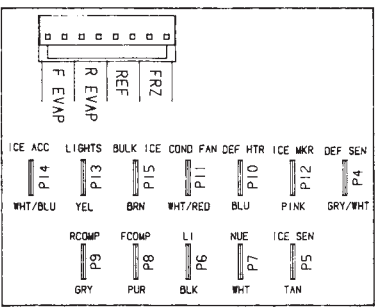 F EVAP
R EVAP
REF
FRZ
ICE ACC LIGHTS BULK ICE COND FAN DEF HTR ICE MKR DEF SEN
P14 P13 P15 P11 P10 P12 P4
WHT/BLU YEL BRN WHT/RED BLU PINK GRY/WHT
RCOMP FCOMP L1 NUE ICE SEN
P9 P8 P6 P7 P5
GRY PUR BLK WHT TAN